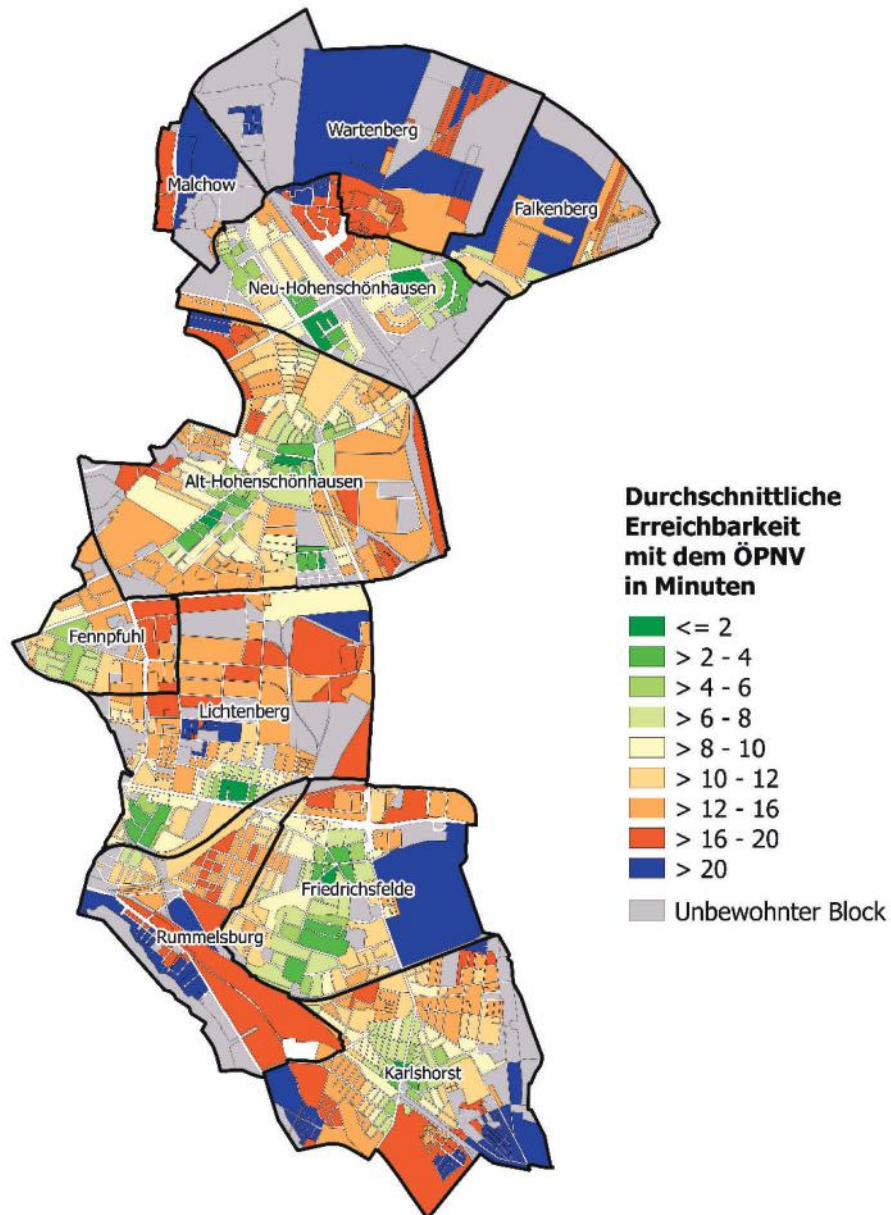 Wartenberg
Malchow
Falkenberg
Neu-Hohenschönhausen
Alt-Hohenschönhausen
Fennpfuhl
Lichtenberg
Friedrichsfelde
Rummelsburg
Karlshorst
Durchschnittliche
Erreichbarkeit
mit dem ÖPNV
in Minuten
<= 2
> 2 - 4
> 4 - 6
> 6 - 8
> 8 - 10
> 10 - 12
> 12 - 16
> 16 - 20
> 20
Unbewohnter Block